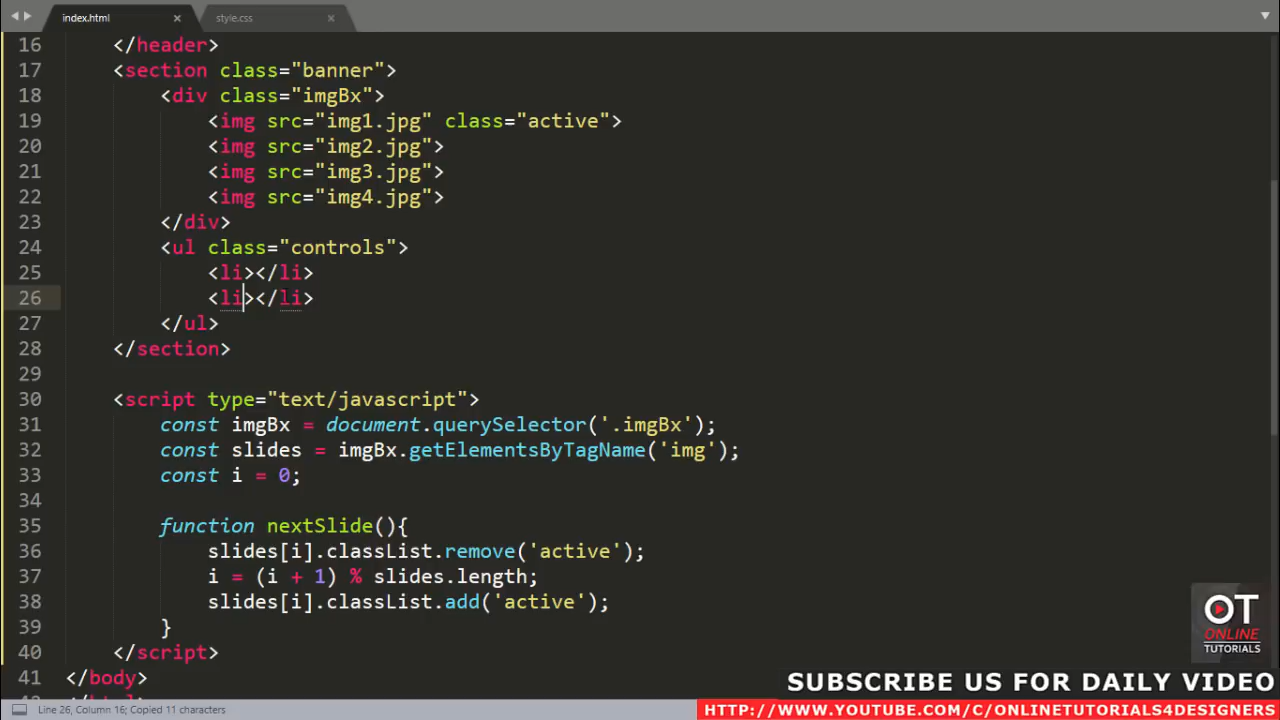 index.html × style.css ×
16 </header>
17 <section class="banner">
18 <div class="imgBx">
19 <img src="img1.jpg" class="active">
20 <img src="img2.jpg">
21 <img src="img3.jpg">
22 <img src="img4.jpg">
23 </div>
24 <ul class="controls">
25 <li></li>
26 <li></li>
27 </ul>
28 </section>
29
30 <script type="text/javascript">
31 const imgBx = document.querySelector('.imgBx');
32 const slides = imgBx.getElementsByTagName('img');
33 const i = 0;
34
35 function nextSlide(){
36 slides[i].classList.remove('active');
37 i = (i + 1) % slides.length;
38 slides[i].classList.add('active');
39 }
40 </script>
41 </body>
OT
ONLINE
TUTORIALS
SUBSCRIBE US FOR DAILY VIDEO
Line 26, Column 16; Copied 11 characters
HTTP://WWW.YOUTUBE.COM/C/ONLINETUTORIALS4DESIGNERS